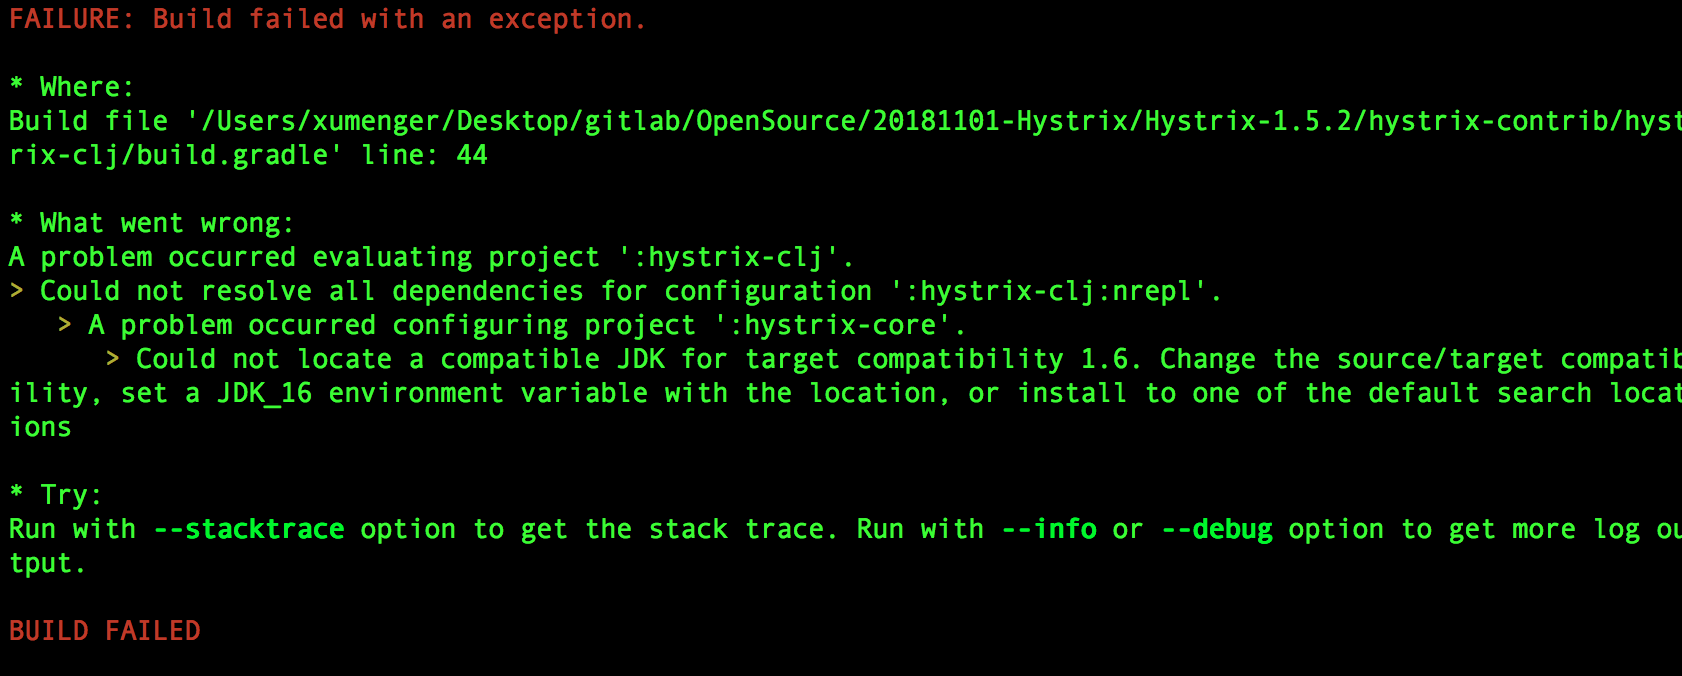 FAILURE: Build failed with an exception.
* Where:
Build file '/Users/xumenger/Desktop/gitlab/OpenSource/20181101-Hystrix/Hystrix-1.5.2/hystrix-contrib/hyst
rix-clj/build.gradle' line: 44
* What went wrong:
A problem occurred evaluating project ':hystrix-clj'.
> Could not resolve all dependencies for configuration ':hystrix-clj:nrepl'.
> A problem occurred configuring project ':hystrix-core'.
> Could not locate a compatible JDK for target compatibility 1.6. Change the source/target compatib
ility, set a JDK_16 environment variable with the location, or install to one of the default search locat
ions
* Try:
Run with --stacktrace option to get the stack trace. Run with --info or --debug option to get more log ou
tput.
BUILD FAILED